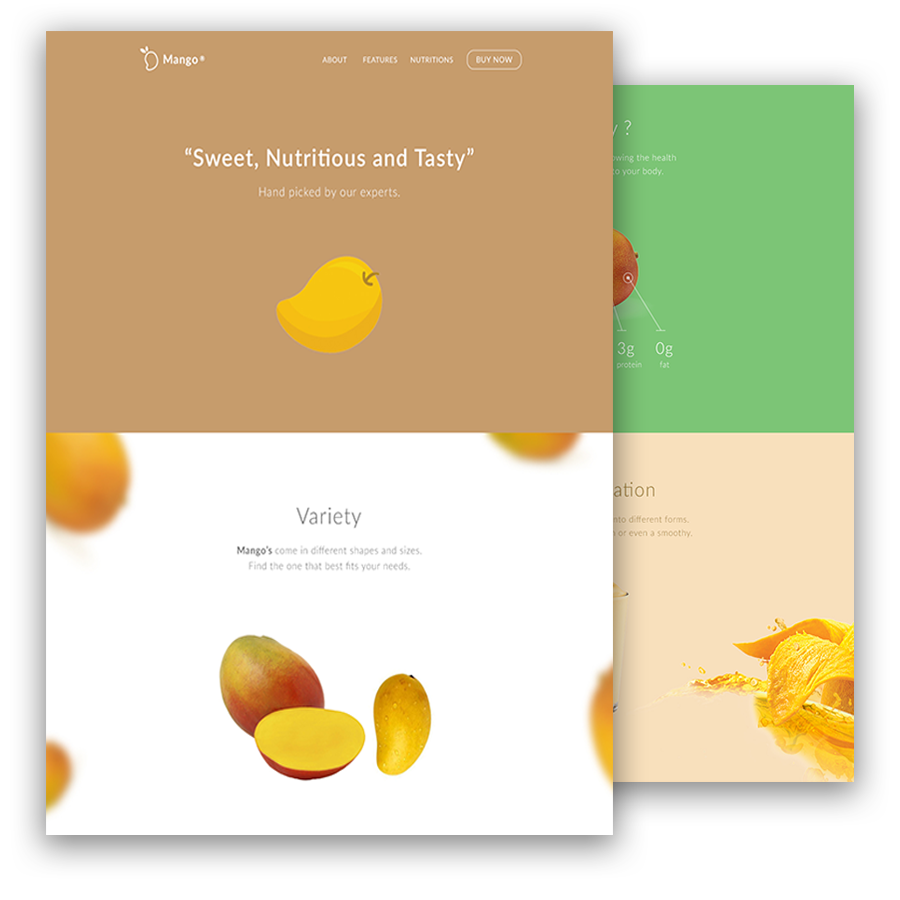 Mango®
ABOUT FEATURES NUTRITIONS BUY NOW
“Sweet, Nutritious and Tasty”
Hand picked by our experts.
Variety
Mango's come in different shapes and sizes.
Find the one that best fits your needs.
?
the health
to your body.
3g 0g
protein fat
into different forms.
or even a smoothy.